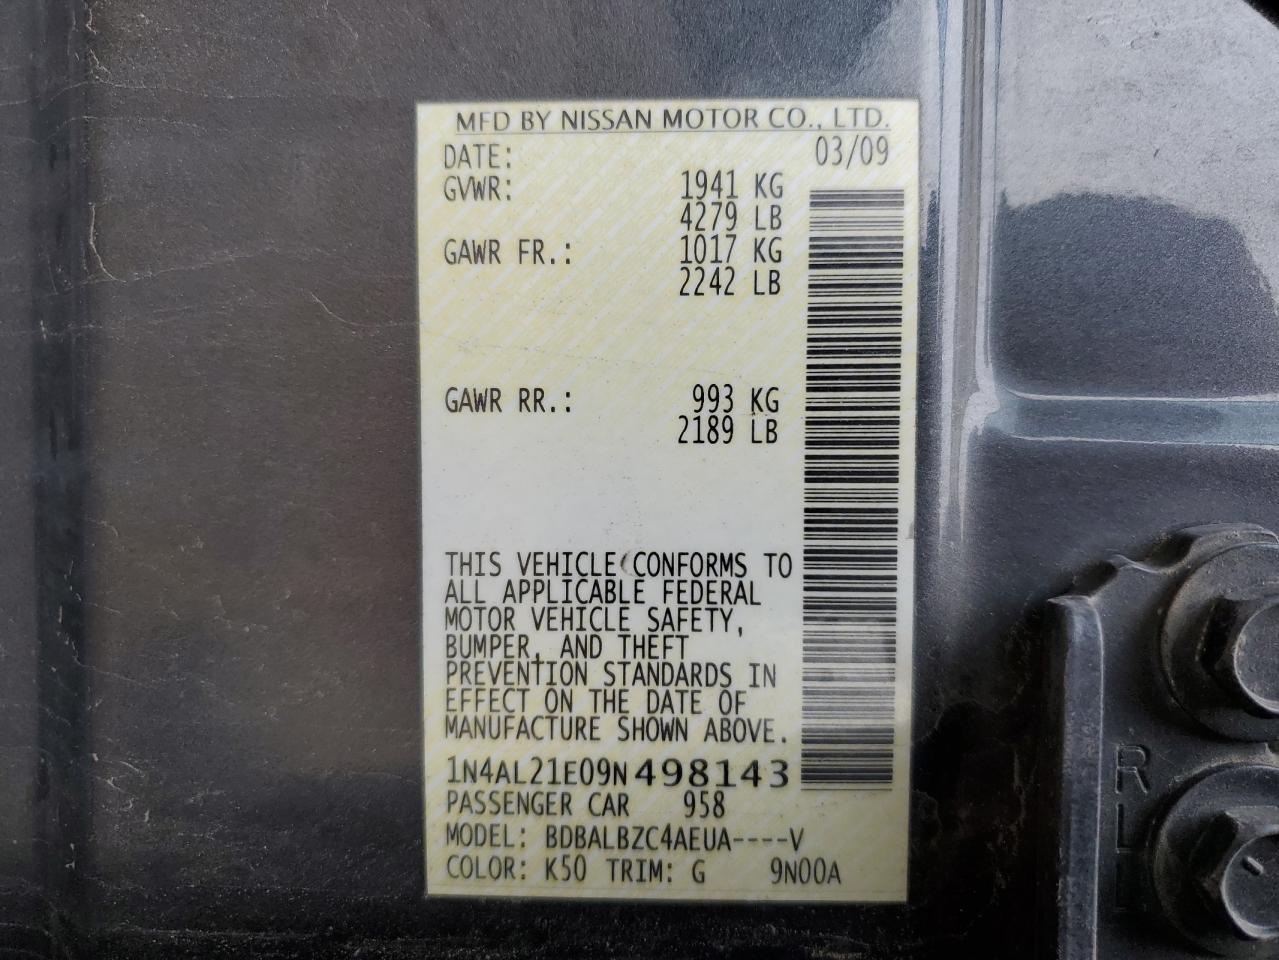 MFD BY NISSAN MOTOR CO., LTD.
DATE: 03/09
GVWR: 1941 KG
4279 LB
GAWR FR.: 1017 KG
2242 LB
GAWR RR.: 993 KG
2189 LB
THIS VEHICLE CONFORMS TO
ALL APPLICABLE FEDERAL
MOTOR VEHICLE SAFETY,
BUMPER, AND THEFT
PREVENTION STANDARDS IN
EFFECT ON THE DATE OF
MANUFACTURE SHOWN ABOVE.
1N4AL21E09N498143
PASSENGER CAR 958
MODEL: BDBALBZC4AEUA----V
COLOR: K50 TRIM: G 9N00A